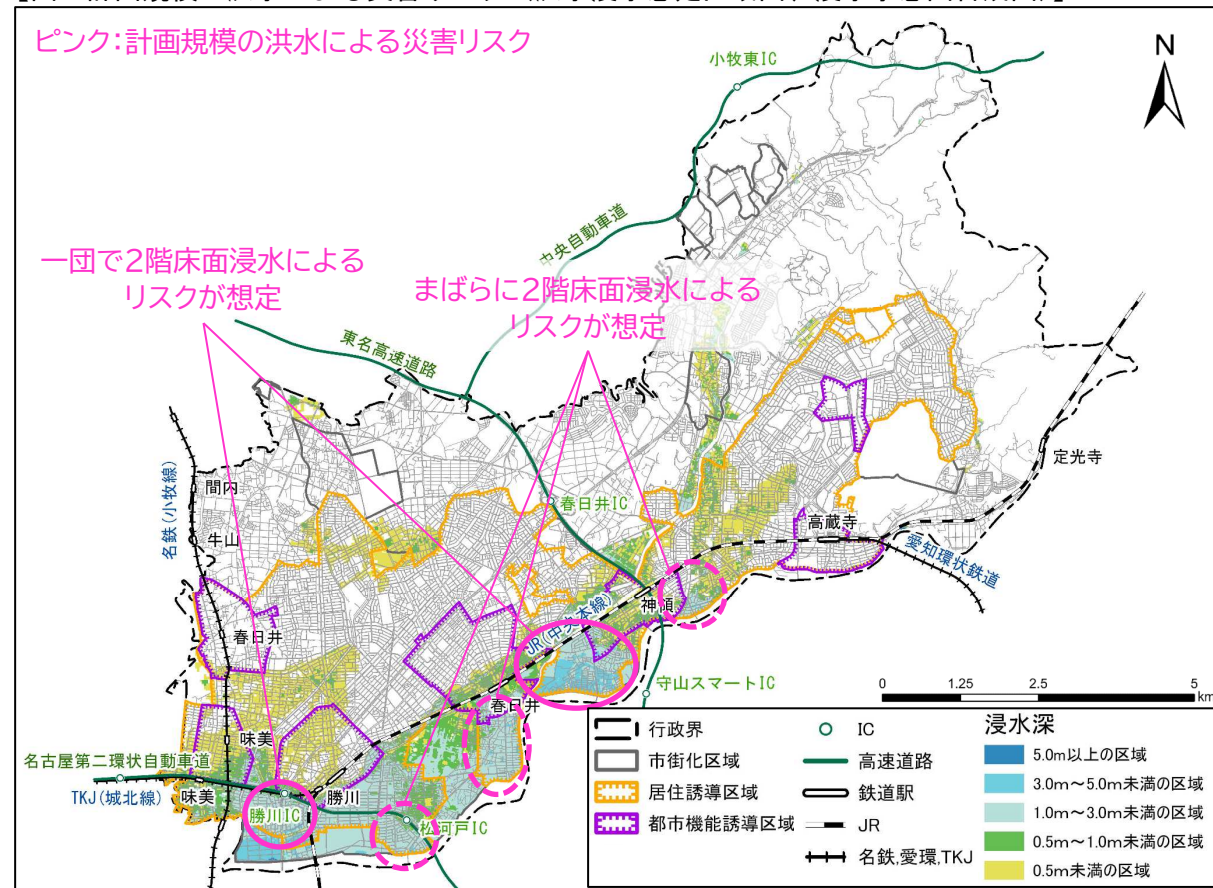 ピンク:計画規模の洪水による災害リスク
小牧東IC
N
中央自動車道
一団で2階床面浸水による
リスクが想定
まばらに2階床面浸水による
リスクが想定
東名高速道路
名鉄(小牧線)
間内
牛山
春日井IC
定光寺
高蔵寺
愛知環状鉄道
神領
JR(中央本線)
春日井
守山スマートIC
春日井
味美
名古屋第二環状自動車道
TKJ(城北線)
味美
勝川
勝川IC
松河戸IC
0 1.25 2.5 5
km
行政界
市街化区域
居住誘導区域
都市機能誘導区域
IC
高速道路
鉄道駅
JR
名鉄,愛環,TKJ
浸水深
5.0m以上の区域
3.0m～5.0m未満の区域
1.0m～3.0m未満の区域
0.5m～1.0m未満の区域
0.5m未満の区域